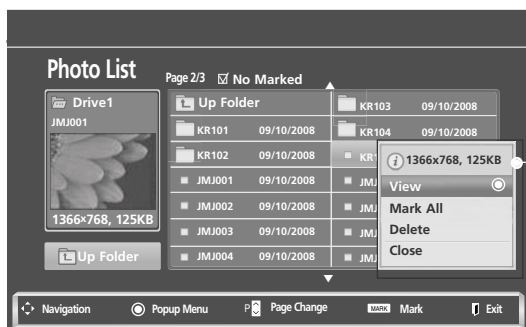 Photo List
Page 2/3 No Marked
Drive1
JMJ001
1366×768, 125KB
Up Folder
Up Folder
KR101 09/10/2008
KR102 09/10/2008
JMJ001 09/10/2008
JMJ002 09/10/2008
JMJ003 09/10/2008
JMJ004 09/10/2008
KR103 09/10/2008
KR104 09/10/2008
1366x768, 125KB
View
Mark All
Delete
Close
Navigation Popup Menu P Page Change MARK Mark Exit